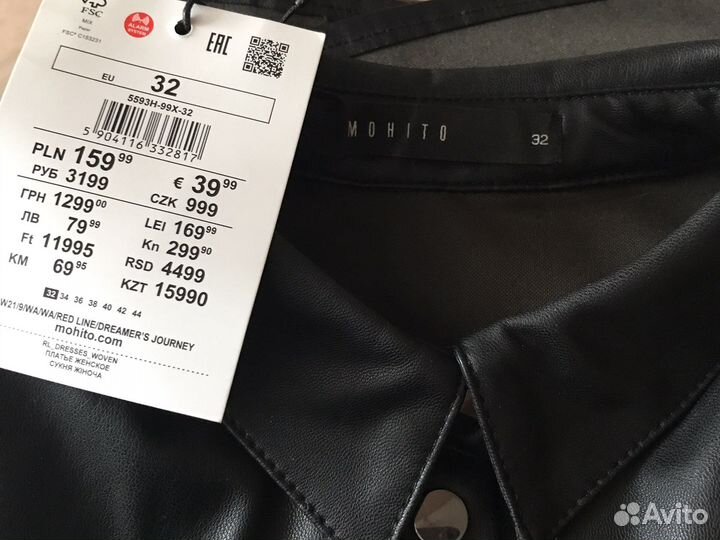 FSC
MIX
Paper
FSC® C153231
ALARM
SYSTEM
EAC
EU 32
5593H-99X-32
5 904116 332817
PLN 159 99
РУБ 3199
ГРН 1299 00
ЛВ 79 99
Ft 11995
KM 69 95
€ 39 99
CZK 999
LEI 169 99
Kn 299 90
RSD 4499
KZT 15990
32 34 36 38 40 42 44
W21/9/WA/WA/RED LINE/DREAMER'S JOURNEY
mohito.com
RL_DRESSES_WOVEN
ПЛАТЬЕ ЖЕНСКОЕ
СУКНЯ ЖІНОЧА
MOHITO 32
Avito